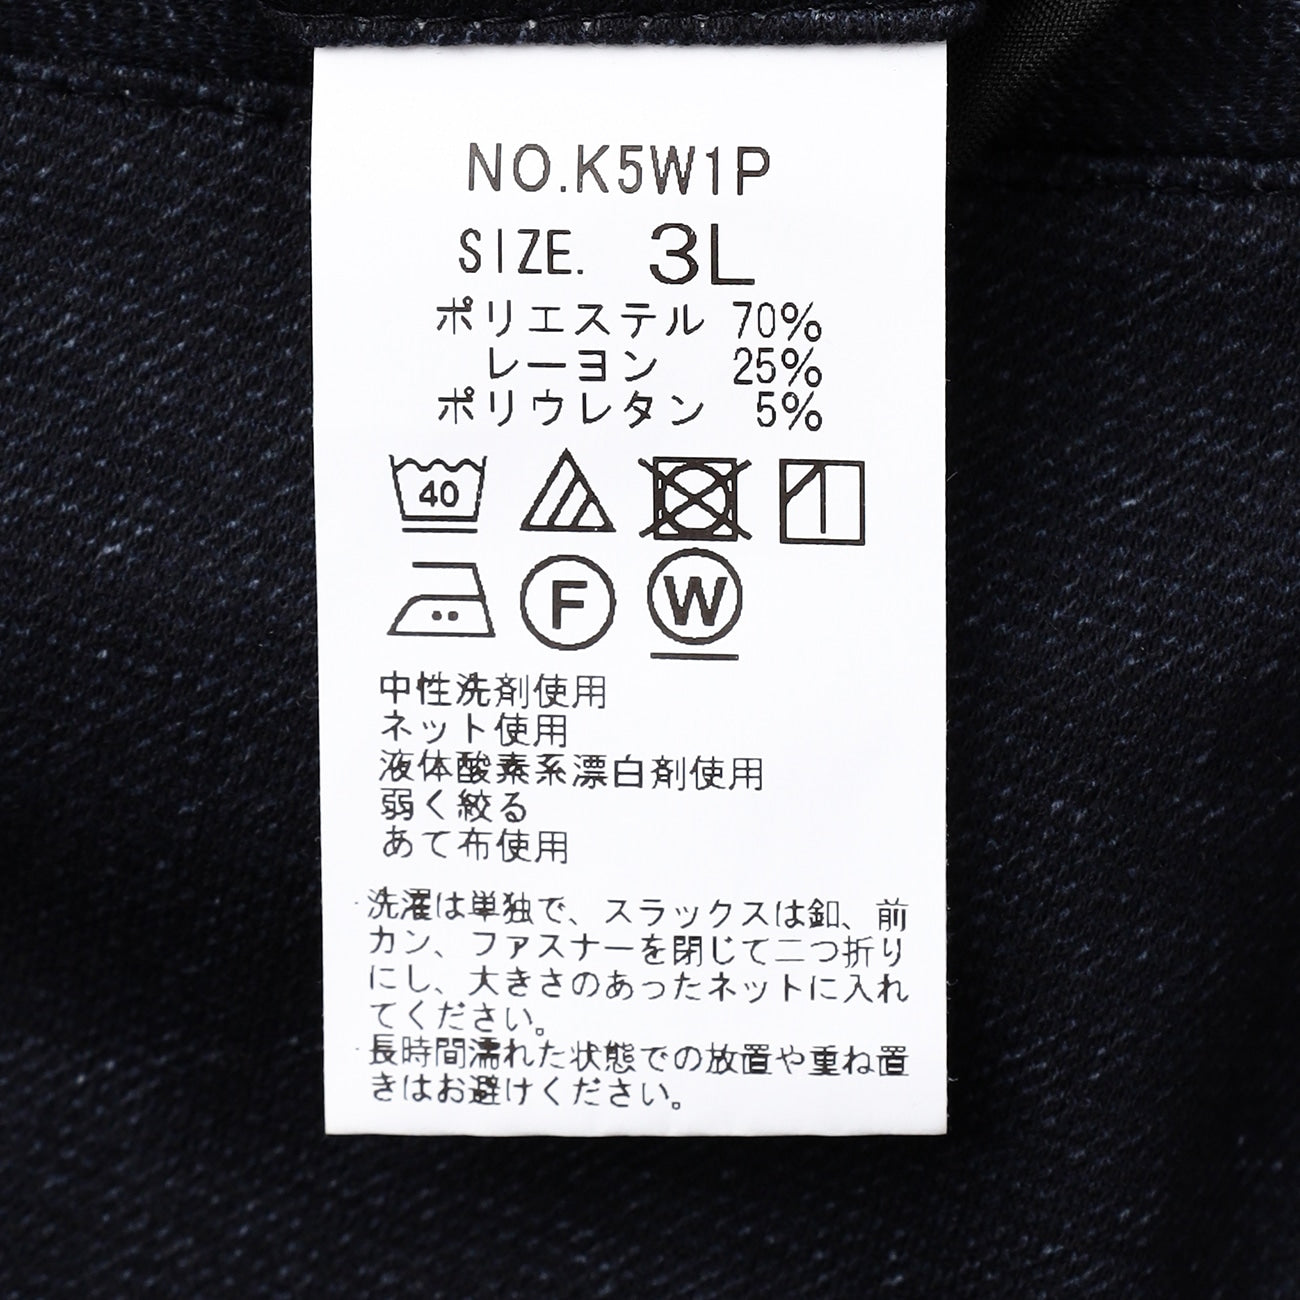 NO.K5W1P
SIZE. 3L
ポリエステル 70%
レーヨン 25%
ポリウレタン 5%
40
F W
中性洗剤使用
ネット使用
液体酸素系漂白剤使用
弱く絞る
あて布使用
洗濯は単独で、スラックスは釦、前
カン、ファスナーを閉じて二つ折り
にし、大きさのあったネットに入れ
てください。
長時間濡れた状態での放置や重ね置
きはお避けください。